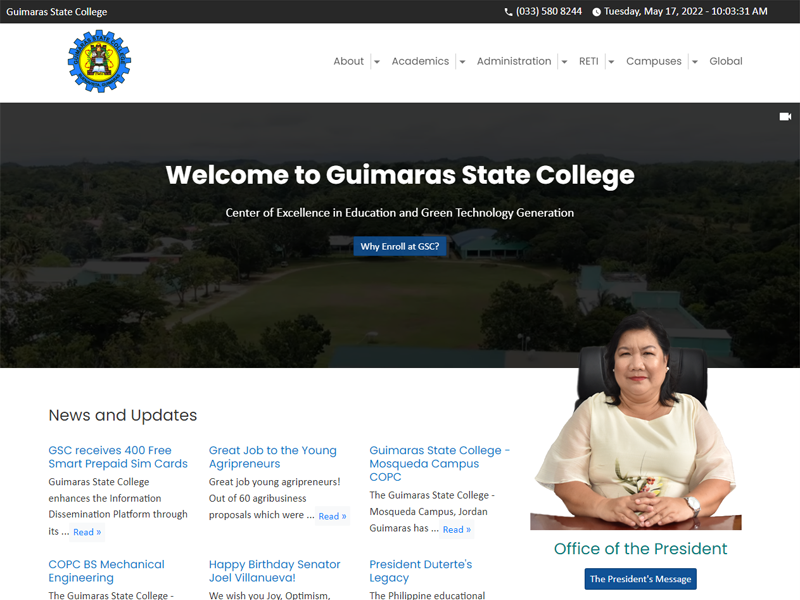 Guimaras State College
(033) 580 8244
Tuesday, May 17, 2022 - 10:03:31 AM
GUIMARAS STATE COLLEGE
About
Academics
Administration
RETI
Campuses
Global
Welcome to Guimaras State College
Center of Excellence in Education and Green Technology Generation
Why Enroll at GSC?
News and Updates
GSC receives 400 Free
Smart Prepaid Sim Cards
Guimaras State College
enhances the Information
Dissemination Platform through
its ... Read »
Great Job to the Young
Agripreneurs
Great job young agripreneurs!
Out of 60 agribusiness
proposals which were ... Read »
Guimaras State College -
Mosqueda Campus
COPC
The Guimaras State College -
Mosqueda Campus, Jordan
Guimaras has ... Read »
COPC BS Mechanical
Engineering
The Guimaras State College -
Happy Birthday Senator
Joel Villanueva!
We wish you Joy, Optimism,
President Duterte's
Legacy
The Philippine educational
Office of the President
The President's Message